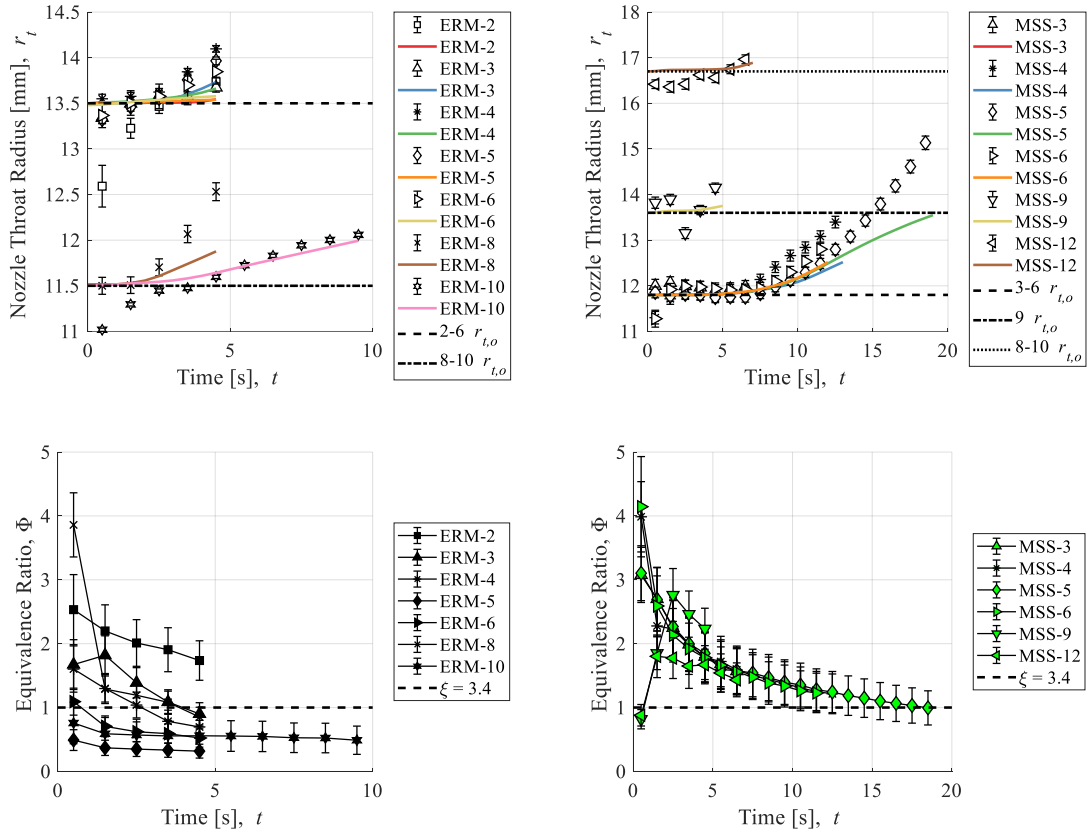 Nozzle Throat Radius [mm], r_t
14.5
14
13.5
13
12.5
12
11.5
11
0
5
10
Time [s], t
ERM-2
ERM-2
ERM-3
ERM-3
ERM-4
ERM-4
ERM-5
ERM-5
ERM-6
ERM-6
ERM-8
ERM-8
ERM-10
ERM-10
2-6 r_{t,o}
8-10 r_{t,o}
Nozzle Throat Radius [mm], r_t
18
17
16
15
14
13
12
11
0
5
10
15
20
Time [s], t
MSS-3
MSS-3
MSS-4
MSS-4
MSS-5
MSS-5
MSS-6
MSS-6
MSS-9
MSS-9
MSS-12
MSS-12
3-6 r_{t,o}
9 r_{t,o}
8-10 r_{t,o}
Equivalence Ratio, Φ
5
4
3
2
1
0
0
5
10
Time [s], t
ERM-2
ERM-3
ERM-4
ERM-5
ERM-6
ERM-8
ERM-10
ξ = 3.4
Equivalence Ratio, Φ
5
4
3
2
1
0
0
5
10
15
20
Time [s], t
MSS-3
MSS-4
MSS-5
MSS-6
MSS-9
MSS-12
ξ = 3.4